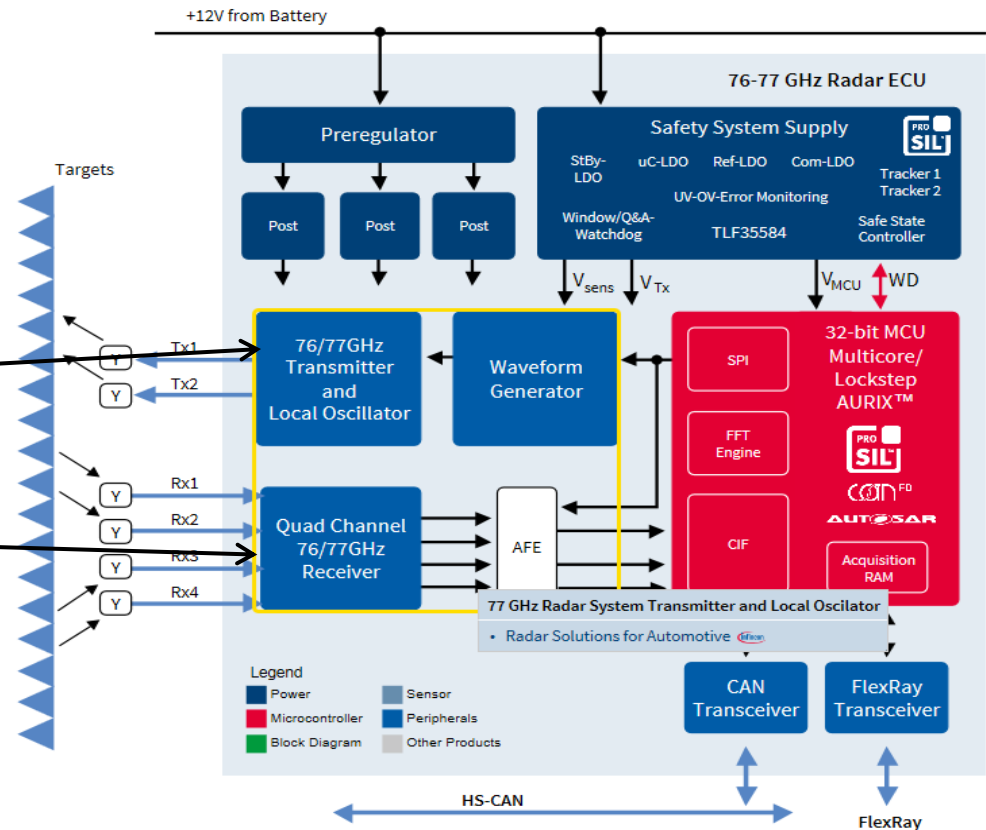 +12V from Battery
76-77 GHz Radar ECU
Preregulator
Safety System Supply
PRO
SIL
StBy-
LDO
uC-LDO
Ref-LDO
Com-LDO
Tracker 1
Tracker 2
UV-OV-Error Monitoring
Window/Q&A-
Watchdog
TLF35584
Safe State
Controller
Targets
Post
Post
Post
Vsens
VTx
VMCU
WD
76/77GHz
Transmitter
and
Local Oscillator
Waveform
Generator
SPI
32-bit MCU
Multicore/
Lockstep
AURIX™
FFT
Engine
PRO
SIL
CAN FD
AUTOSAR
CIF
Acquisition
RAM
Tx1
Y
Tx2
Y
Rx1
Y
Rx2
Y
Rx3
Y
Rx4
Y
Quad Channel
76/77GHz
Receiver
AFE
77 GHz Radar System Transmitter and Local Oscilator
• Radar Solutions for Automotive Infineon
Legend
Power
Sensor
Microcontroller
Peripherals
Block Diagram
Other Products
CAN
Transceiver
FlexRay
Transceiver
HS-CAN
FlexRay